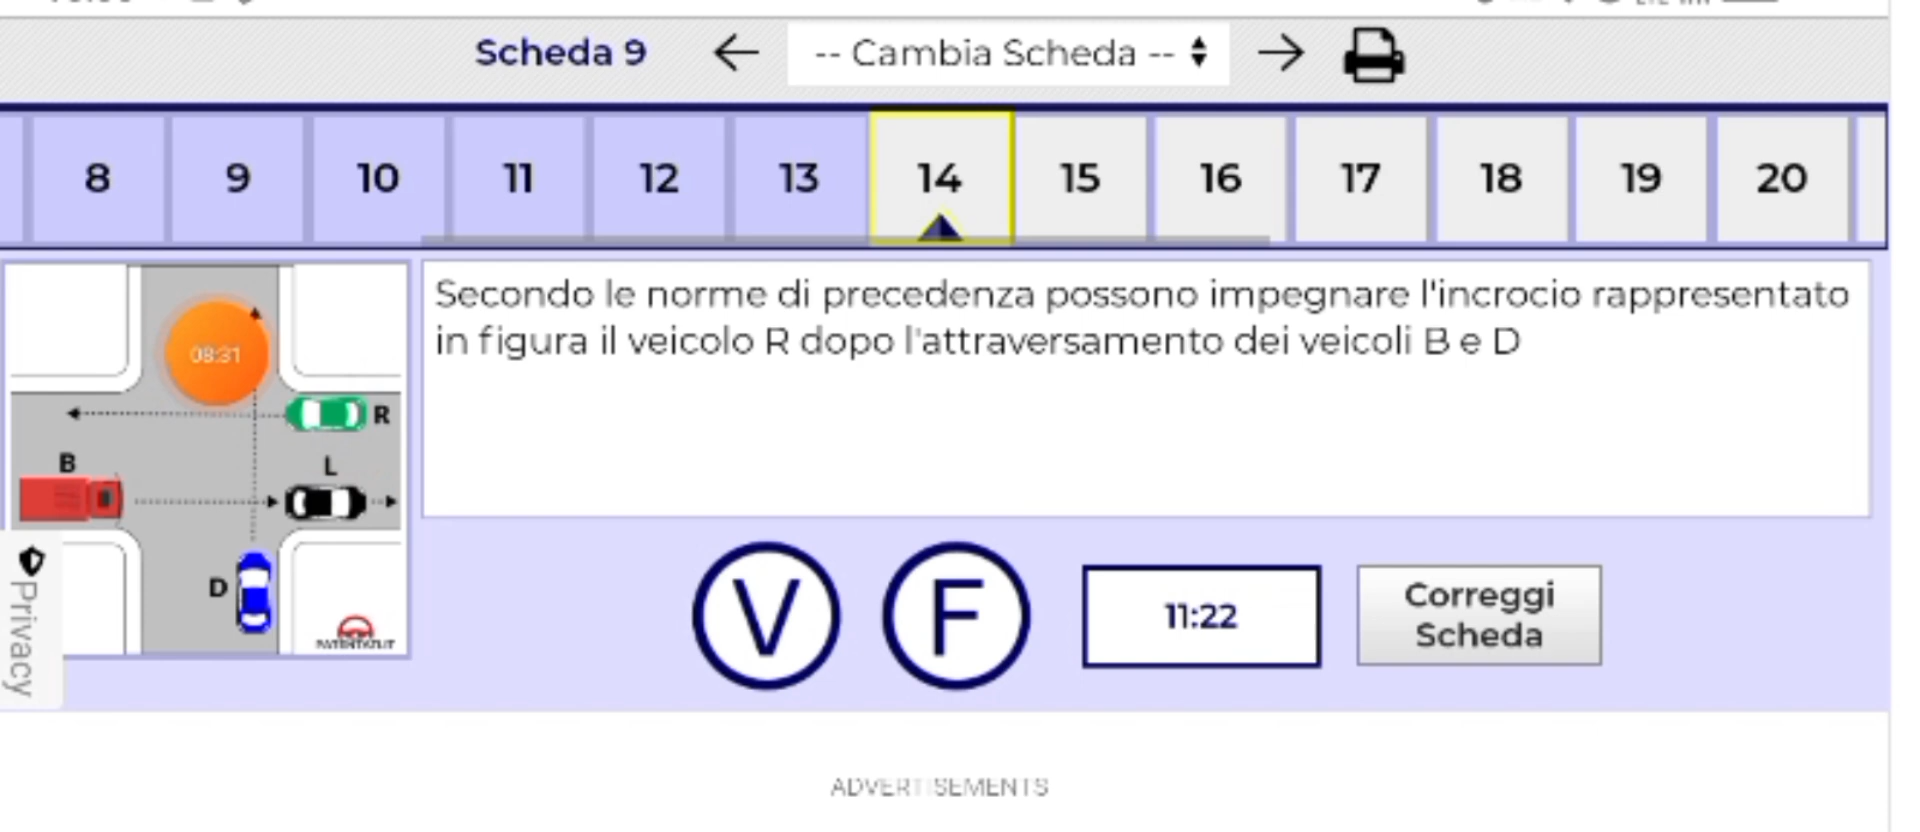 Scheda 9 -- Cambia Scheda --
8 9 10 11 12 13 14 15 16 17 18 19 20
Secondo le norme di precedenza possono impegnare l'incrocio rappresentato
in figura il veicolo R dopo l'attraversamento dei veicoli B e D
08:31
R
B
L
D
Privacy
V F 11:22 Correggi
Scheda
ADVERTISEMENTS